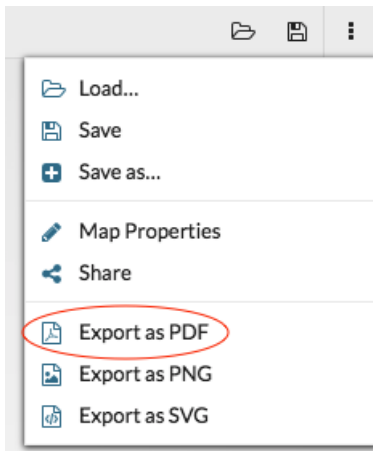 Load...
Save
Save as...
Map Properties
Share
Export as PDF
Export as PNG
Export as SVG